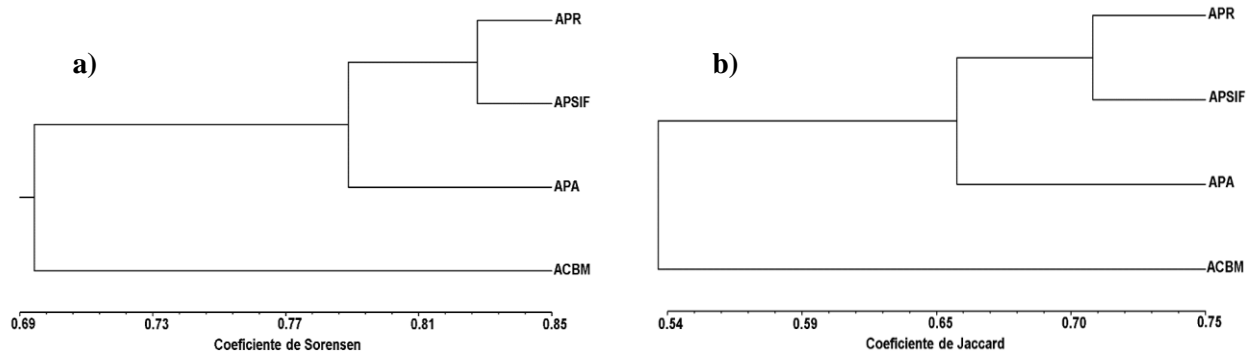 a)
APR
APSIF
APA
ACBM
0.69 0.73 0.77 0.81 0.85
Coeficiente de Sorensen
b)
APR
APSIF
APA
ACBM
0.54 0.59 0.65 0.70 0.75
Coeficiente de Jaccard